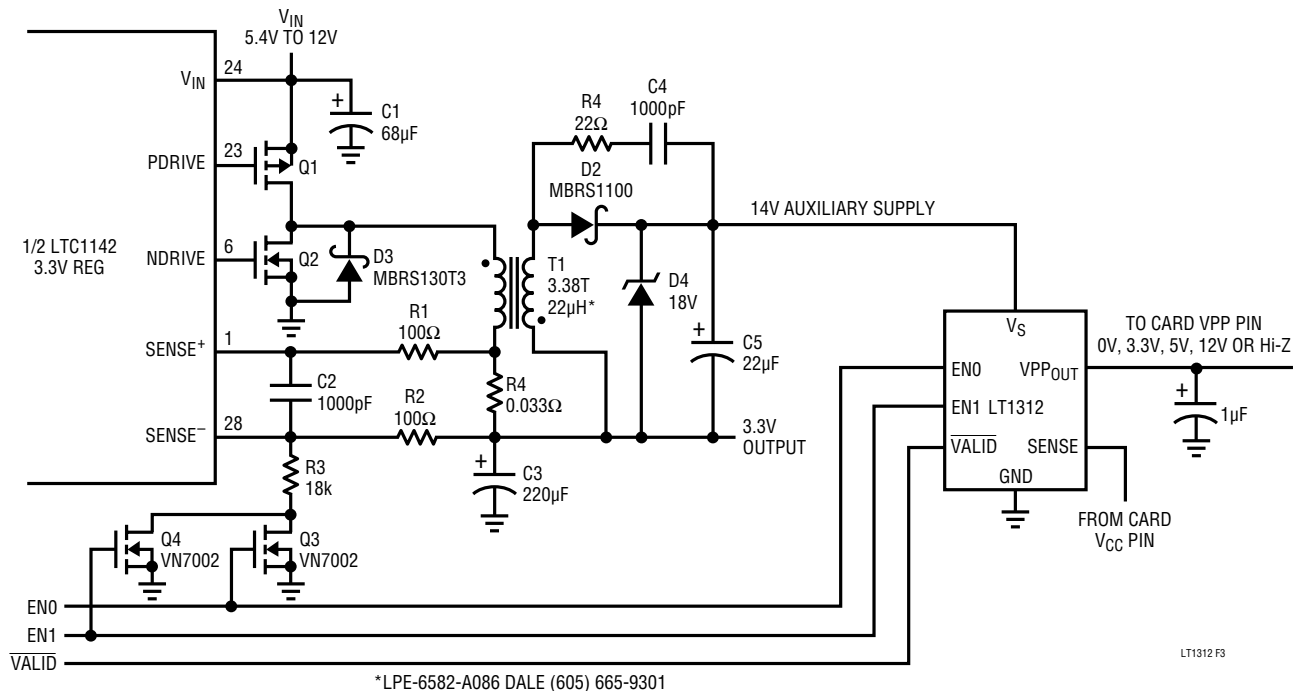 VIN
5.4V TO 12V
VIN
24
+
C1
68µF
PDRIVE
23
Q1
1/2 LTC1142
3.3V REG
NDRIVE
6
Q2
D3
MBRS130T3
R4
22Ω
C4
1000pF
D2
MBRS1100
14V AUXILIARY SUPPLY
T1
3.38T
22µH*
D4
18V
+
C5
22µF
SENSE+
1
R1
100Ω
C2
1000pF
R4
0.033Ω
R2
100Ω
SENSE–
28
3.3V
OUTPUT
+
C3
220µF
R3
18k
Q4
VN7002
Q3
VN7002
VS
EN0
VPPOUT
EN1 LT1312
VALID
SENSE
GND
TO CARD VPP PIN
0V, 3.3V, 5V, 12V OR Hi-Z
+
1µF
FROM CARD
VCC PIN
EN0
EN1
VALID
LT1312 F3
*LPE-6582-A086 DALE (605) 665-9301